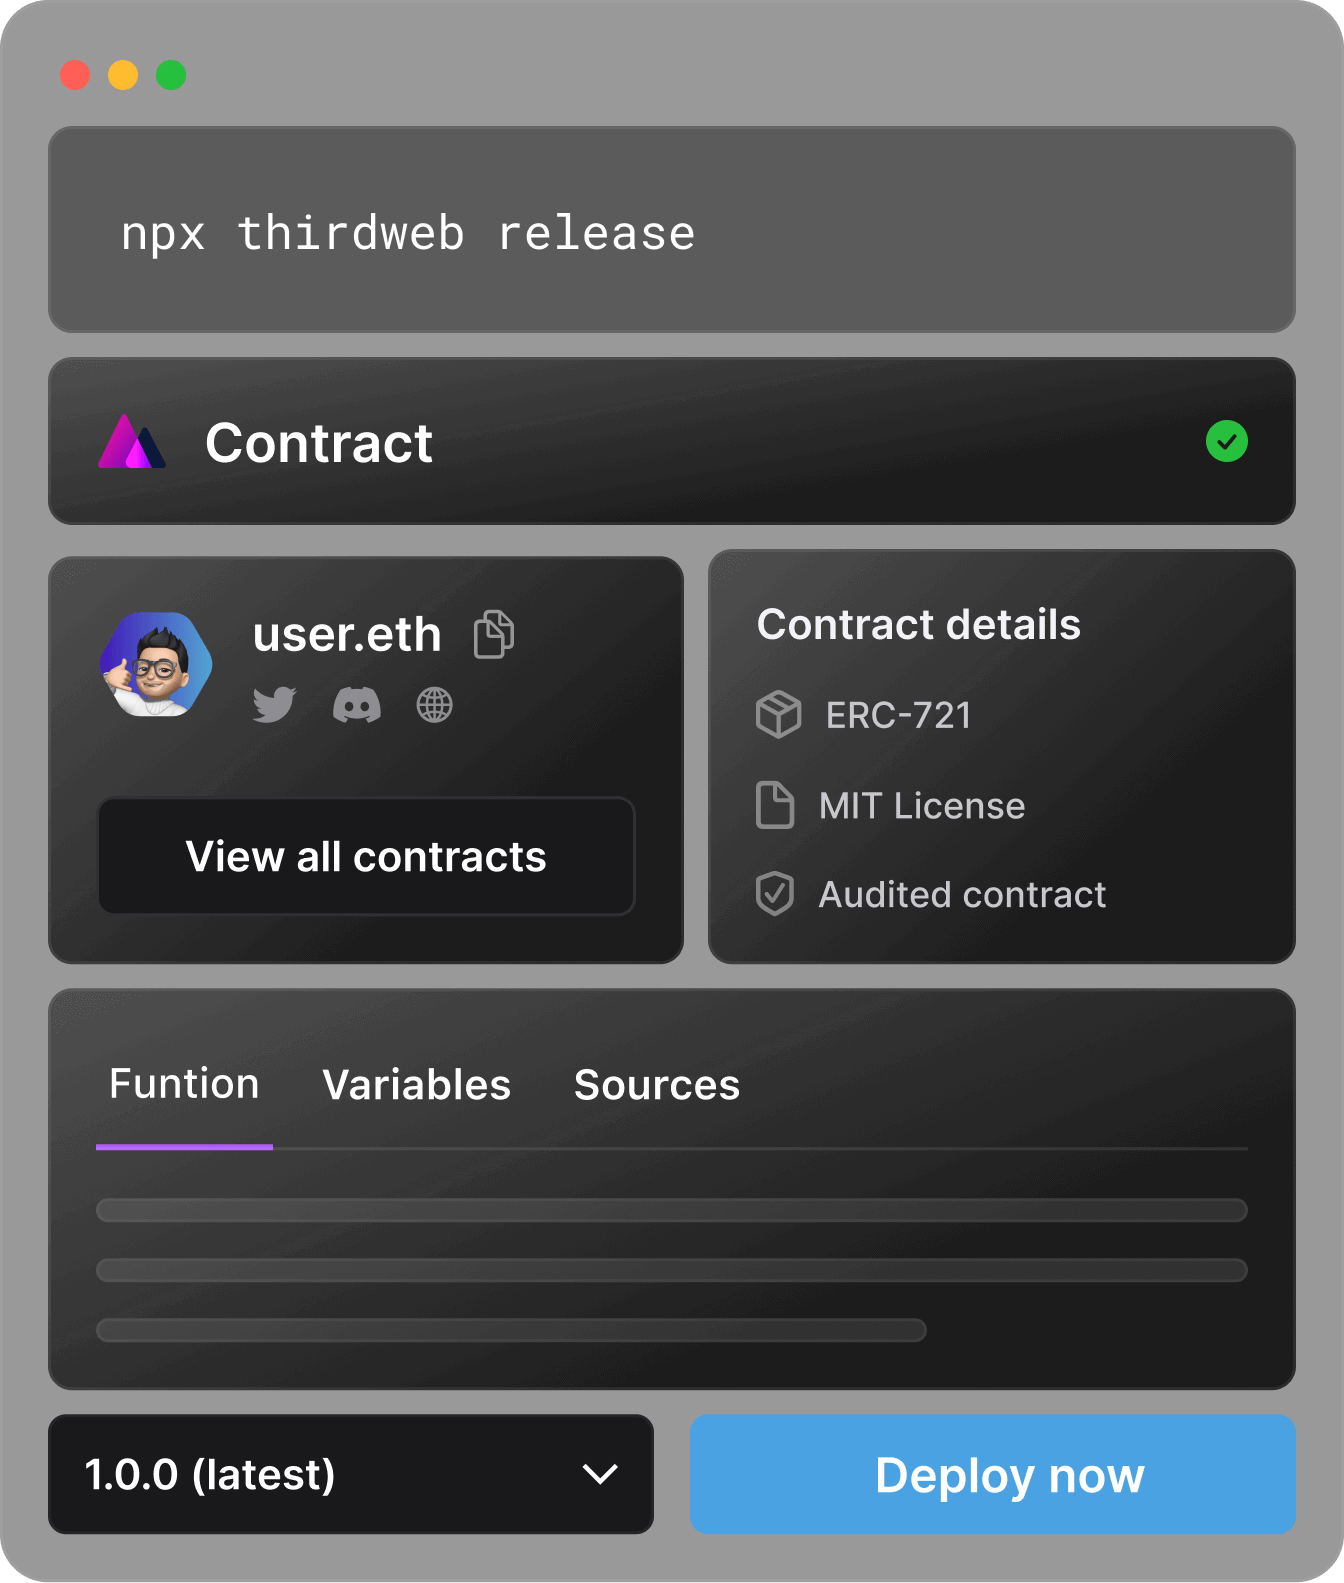 npx thirdweb release
Contract
user.eth
View all contracts
Contract details
ERC-721
MIT License
Audited contract
Funtion Variables Sources
1.0.0 (latest)
Deploy now